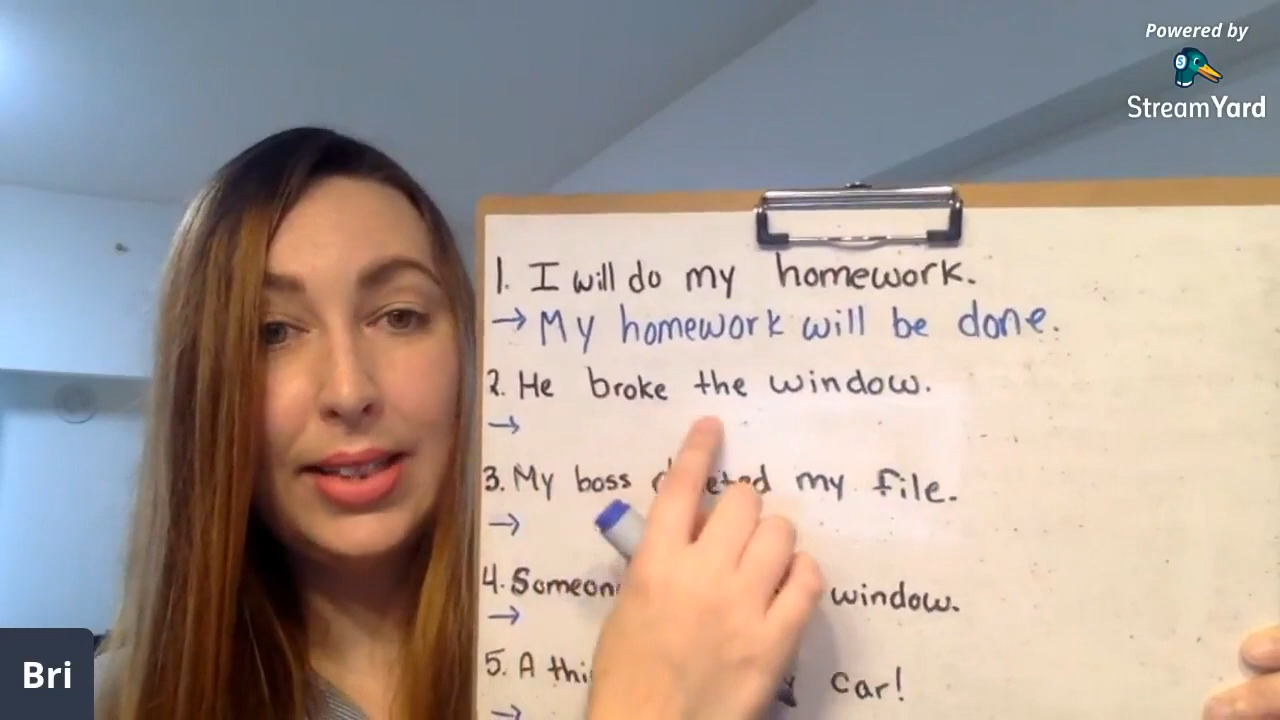 Powered by
StreamYard
1. I will do my homework.
→ My homework will be done.
2. He broke the window.
→
3. My boss my file.
→
4. window.
→
5. A car!
→
Bri